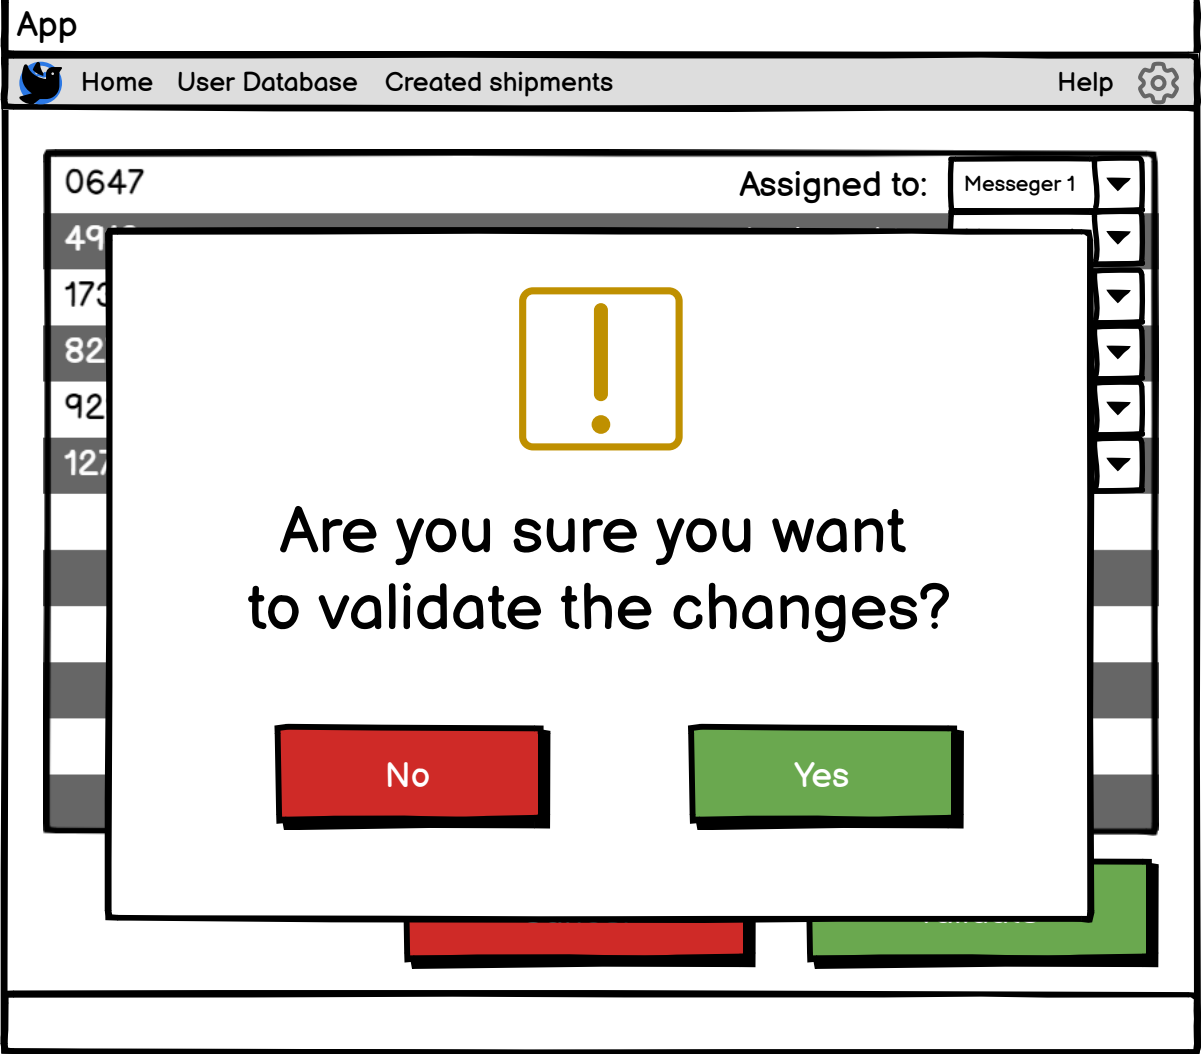 App
Home User Database Created shipments Help
0647 Assigned to: Messeger 1
Are you sure you want
to validate the changes?
No Yes